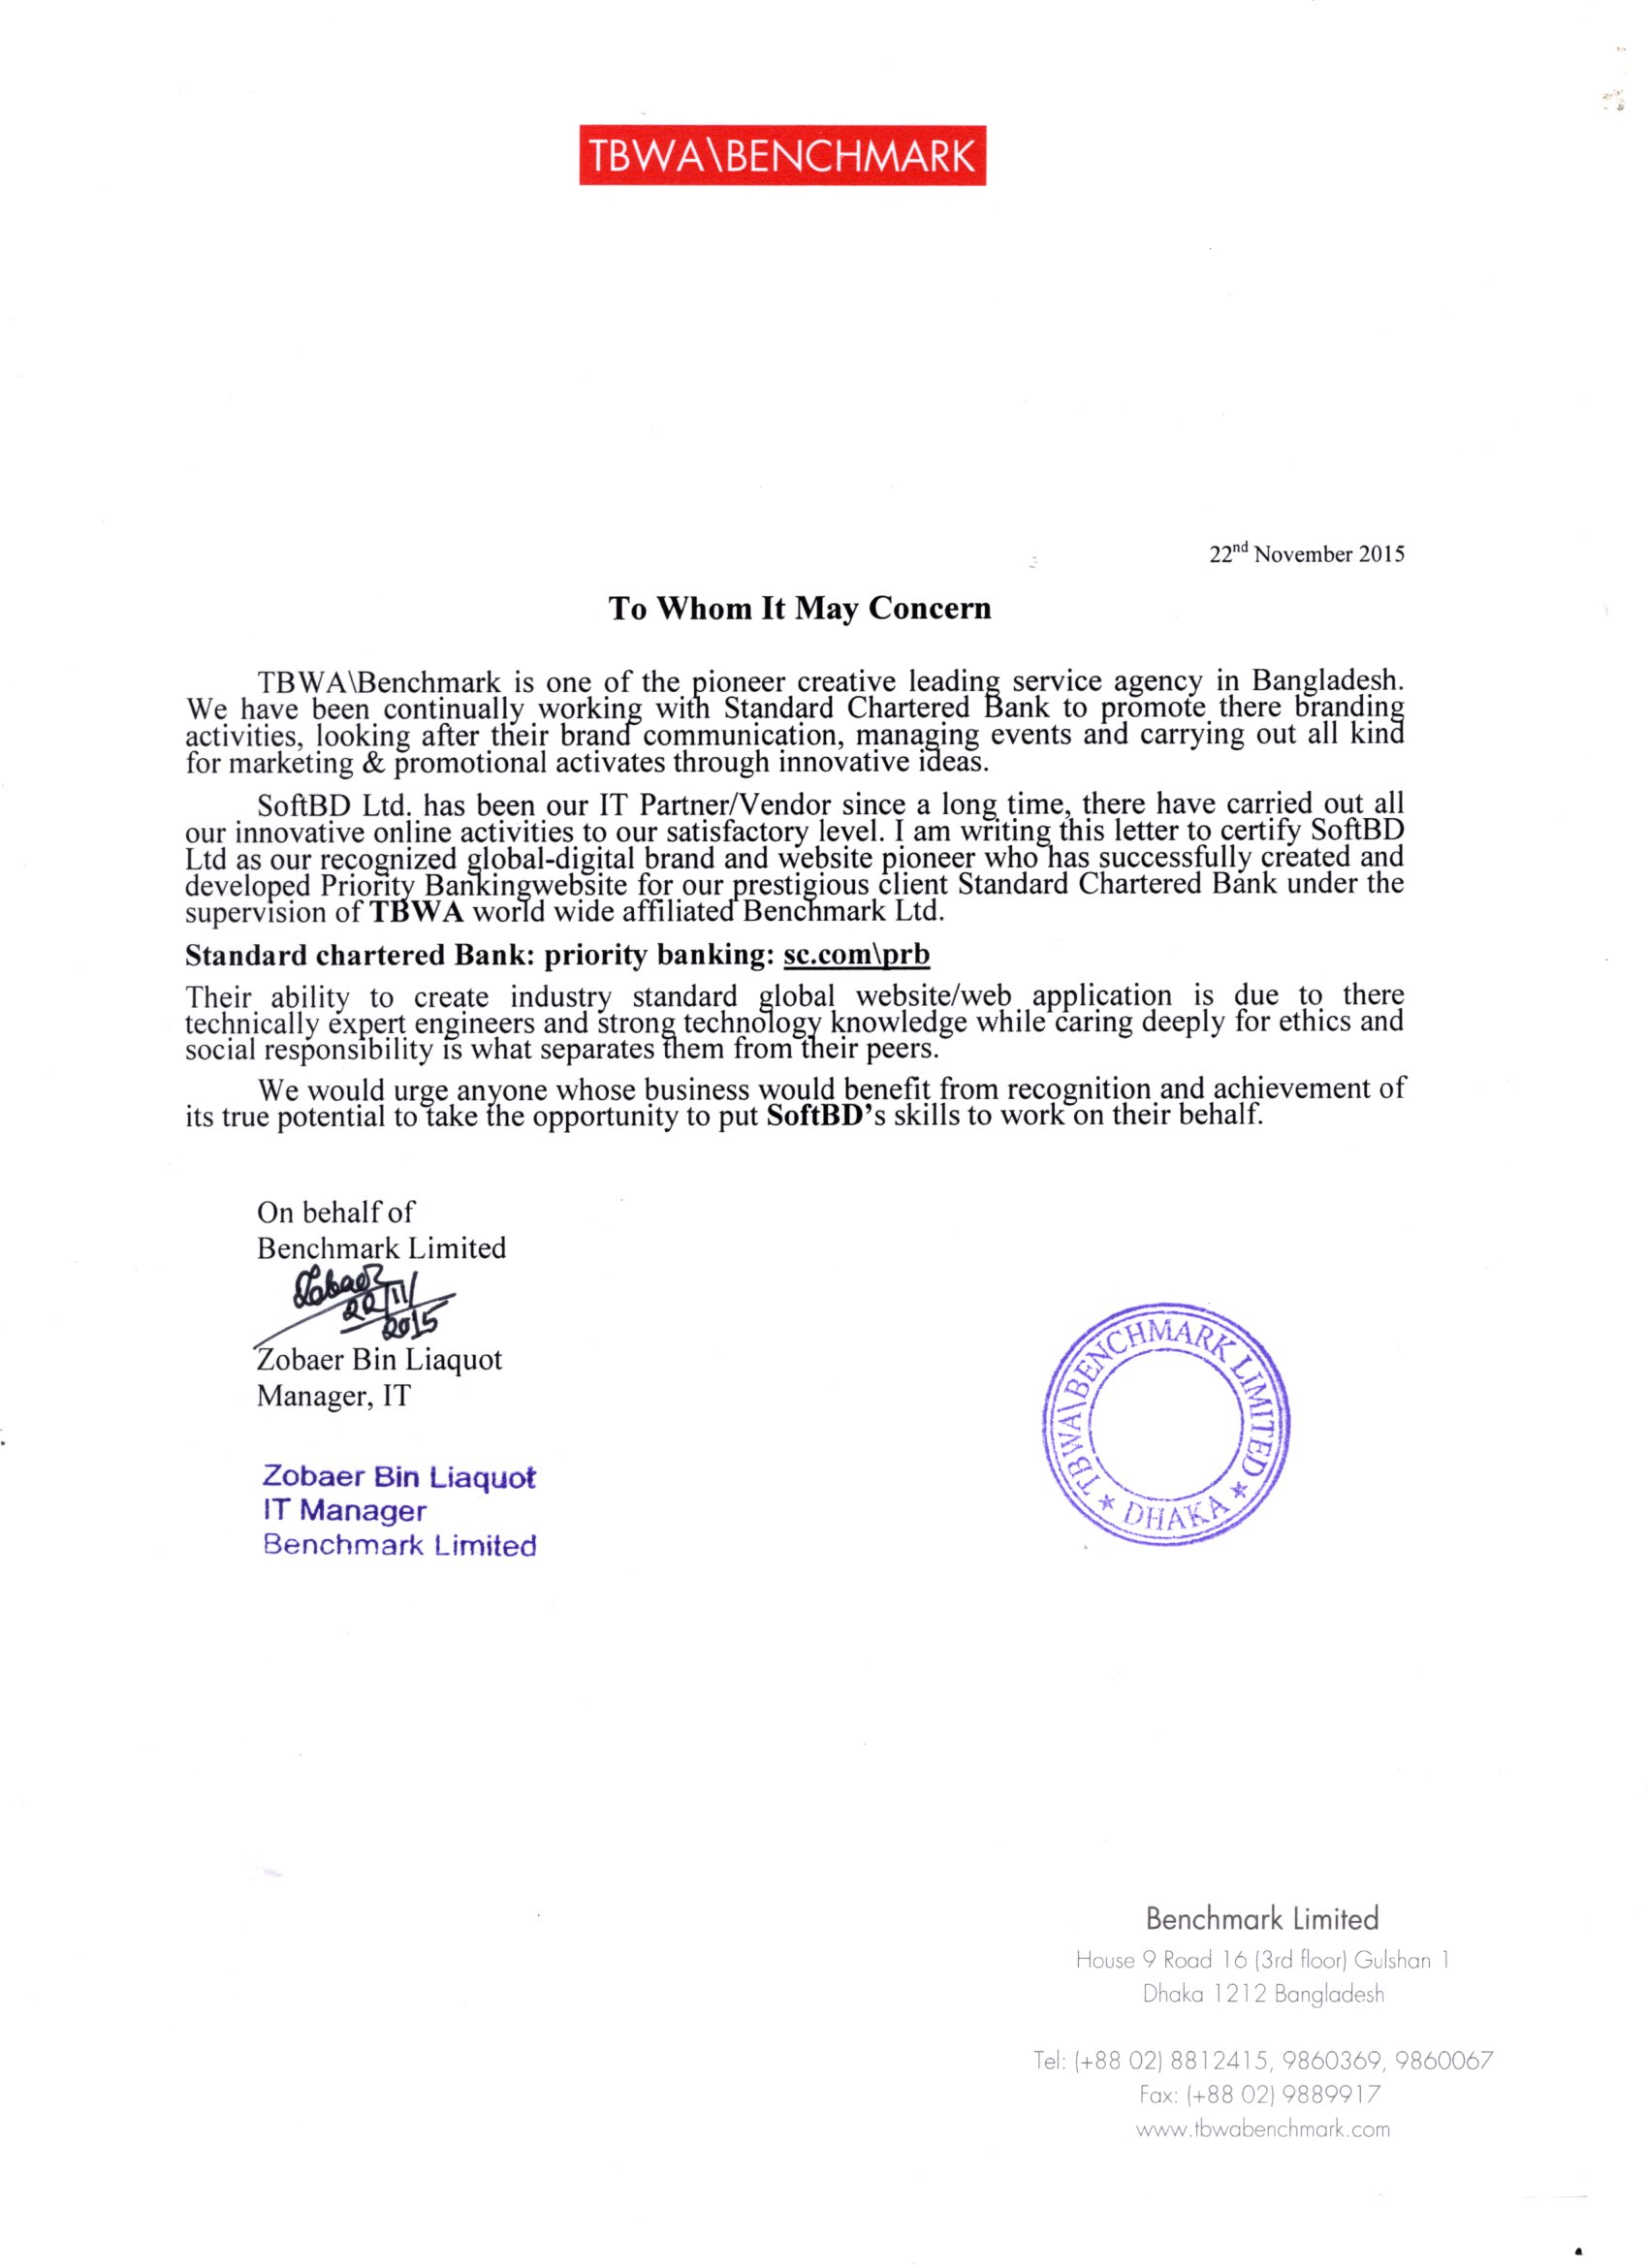 TBWA\BENCHMARK
22nd November 2015
To Whom It May Concern
TBWA\Benchmark is one of the pioneer creative leading service agency in Bangladesh.
We have been continually working with Standard Chartered Bank to promote there branding
activities, looking after their brand communication, managing events and carrying out all kind
for marketing & promotional activates through innovative ideas.
SoftBD Ltd. has been our IT Partner/Vendor since a long time, there have carried out all
our innovative online activities to our satisfactory level. I am writing this letter to certify SoftBD
Ltd as our recognized global-digital brand and website pioneer who has successfully created and
developed Priority Bankingwebsite for our prestigious client Standard Chartered Bank under the
supervision of TBWA world wide affiliated Benchmark Ltd.
Standard chartered Bank: priority banking: sc.com\prb
Their ability to create industry standard global website/web application is due to there
technically expert engineers and strong technology knowledge while caring deeply for ethics and
social responsibility is what separates them from their peers.
We would urge anyone whose business would benefit from recognition and achievement of
its true potential to take the opportunity to put SoftBD's skills to work on their behalf.
On behalf of
Benchmark Limited
Zobaer
22/11/
2015
Zobaer Bin Liaquot
Manager, IT
Zobaer Bin Liaquot
IT Manager
Benchmark Limited
TBWA\BENCHMARK LIMITED
★ DHAKA ★
Benchmark Limited
House 9 Road 16 (3rd floor) Gulshan 1
Dhaka 1212 Bangladesh
Tel: (+88 02) 8812415, 9860369, 9860067
Fax: (+88 02) 9889917
www.tbwabenchmark.com